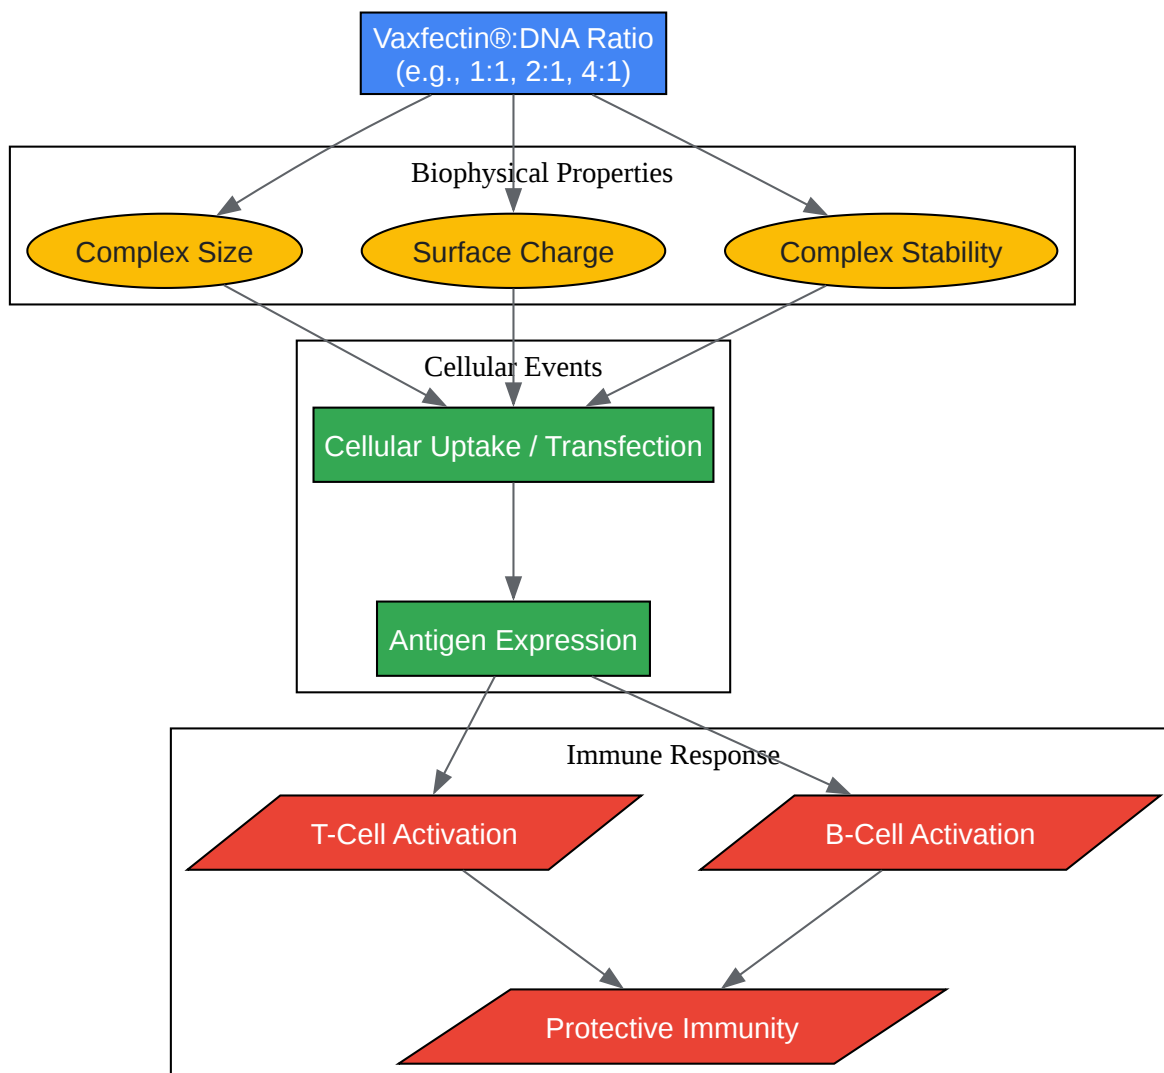 Vaxfectin®:DNA Ratio
(e.g., 1:1, 2:1, 4:1)
Biophysical Properties
Complex Size
Surface Charge
Complex Stability
Cellular Events
Cellular Uptake / Transfection
Antigen Expression
Immune Response
T-Cell Activation
B-Cell Activation
Protective Immunity